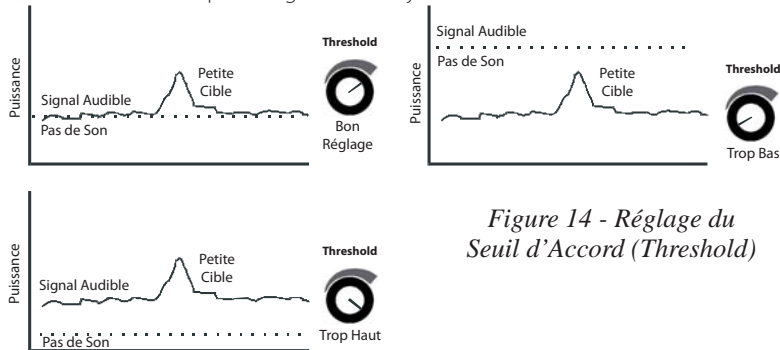 Puissance
Signal Audible
Pas de Son
Petite
Cible
Threshold
Bon
Réglage
Puissance
Signal Audible
Pas de Son
Petite
Cible
Threshold
Trop Bas
Puissance
Signal Audible
Pas de Son
Petite
Cible
Threshold
Trop Haut
Figure 14 - Réglage du
Seuil d'Accord (Threshold)